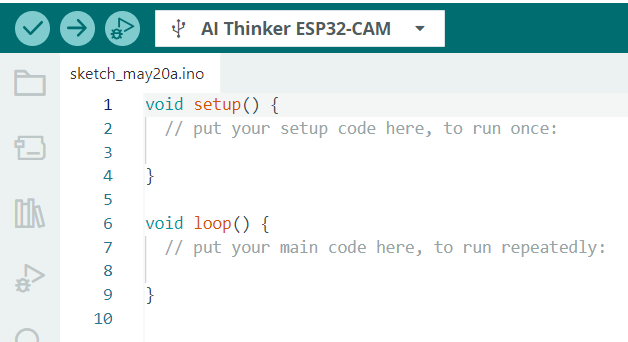 AI Thinker ESP32-CAM
sketch_may20a.ino
1 void setup() {
2 // put your setup code here, to run once:
3
4 }
5
6 void loop() {
7 // put your main code here, to run repeatedly:
8
9 }
10